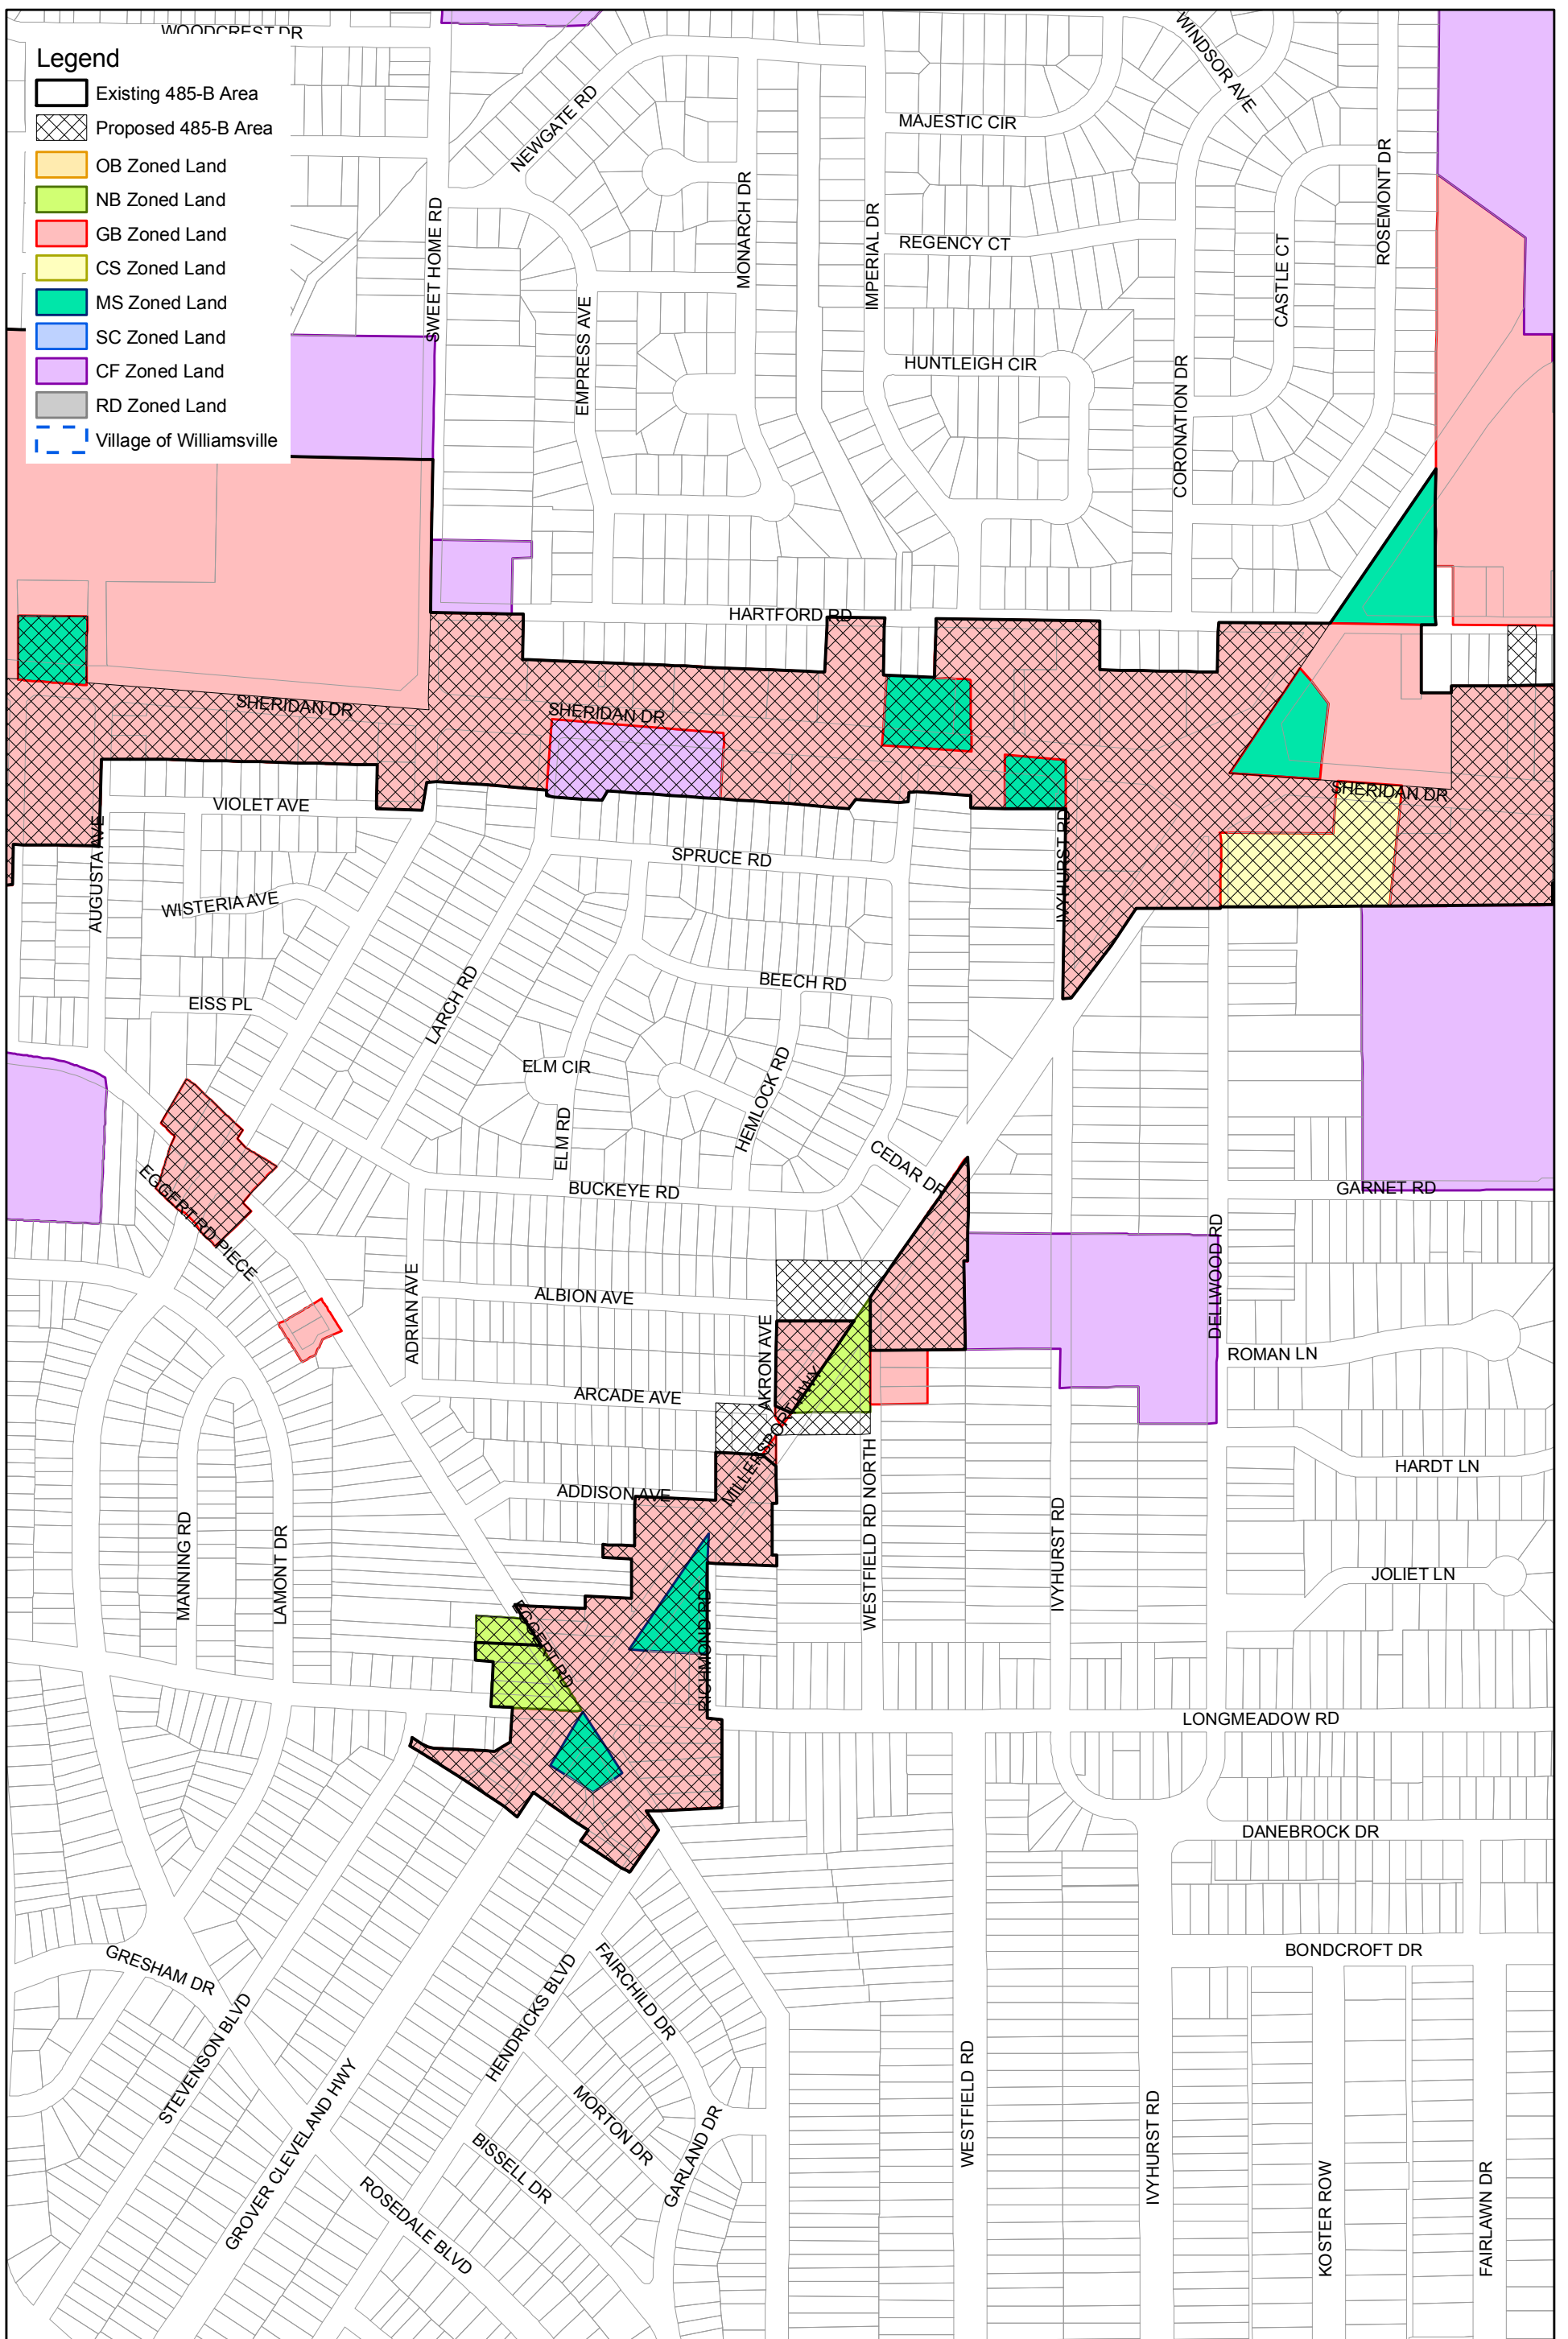 WOODCREST DR
Legend
Existing 485-B Area
Proposed 485-B Area
OB Zoned Land
NB Zoned Land
GB Zoned Land
CS Zoned Land
MS Zoned Land
SC Zoned Land
CF Zoned Land
RD Zoned Land
Village of Williamsville
WINDSOR AVE
NEWGATE RD
MAJESTIC CIR
MONARCH DR
IMPERIAL DR
ROSEMONT DR
SWEET HOME RD
REGENCY CT
CASTLE CT
EMPRESS AVE
HUNTLEIGH CIR
CORONATION DR
HARTFORD RD
SHERIDAN DR
SHERIDAN DR
SHERIDAN DR
VIOLET AVE
AUGUSTA AVE
SPRUCE RD
IVYHURST RD
WISTERIA AVE
BEECH RD
EISS PL
LARCH RD
ELM CIR
HEMLOCK RD
ELM RD
CEDAR DR
EGGERT RD PIECE
BUCKEYE RD
GARNET RD
DELLWOOD RD
ADRIAN AVE
ALBION AVE
AKRON AVE
ROMAN LN
ARCADE AVE
MILLERSPORT HWY
WESTFIELD RD NORTH
HARDT LN
ADDISON AVE
IVYHURST RD
MANNING RD
LAMONT DR
JOLIET LN
EGGERT RD
RICHMOND RD
LONGMEADOW RD
DANEBROCK DR
BONDCROFT DR
GRESHAM DR
FAIRCHILD DR
HENDRICKS BLVD
STEVENSON BLVD
WESTFIELD RD
GROVER CLEVELAND HWY
MORTON DR
GARLAND DR
IVYHURST RD
BISSELL DR
ROSEDALE BLVD
KOSTER ROW
FAIRLAWN DR